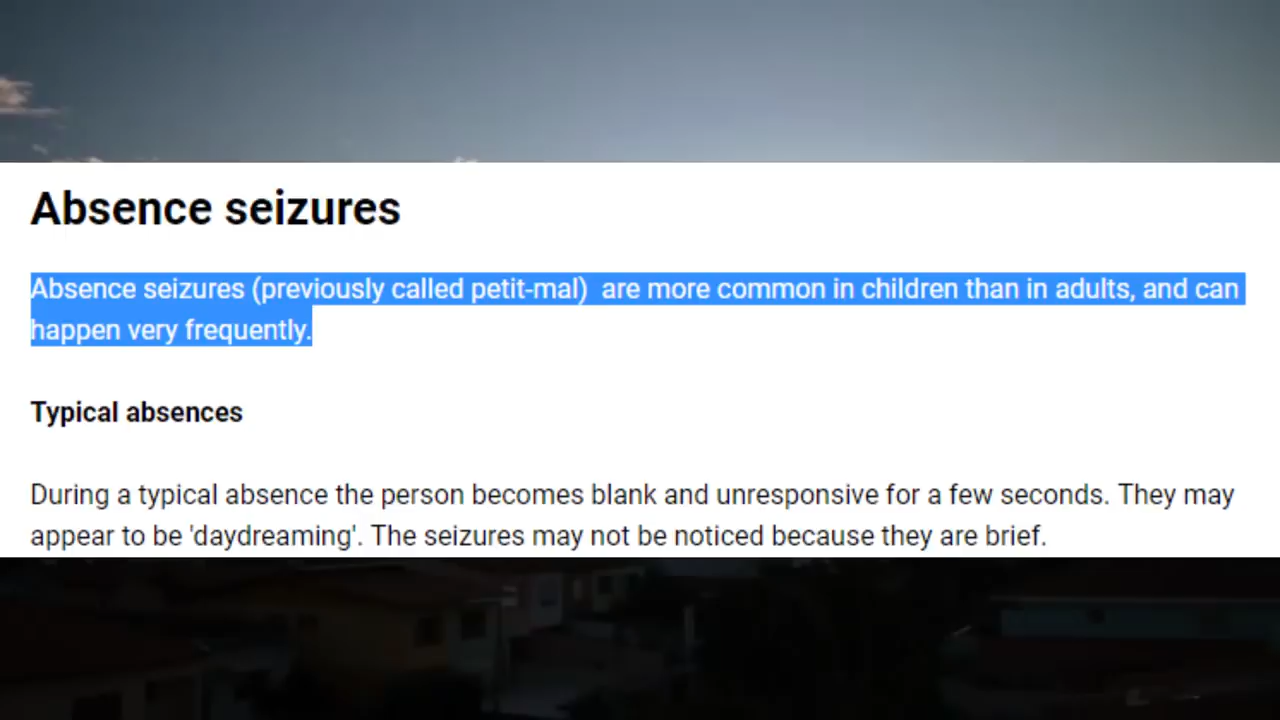 Absence seizures
Absence seizures (previously called petit-mal)  are more common in children than in adults, and can
happen very frequently.
Typical absences
During a typical absence the person becomes blank and unresponsive for a few seconds. They may
appear to be 'daydreaming'. The seizures may not be noticed because they are brief.